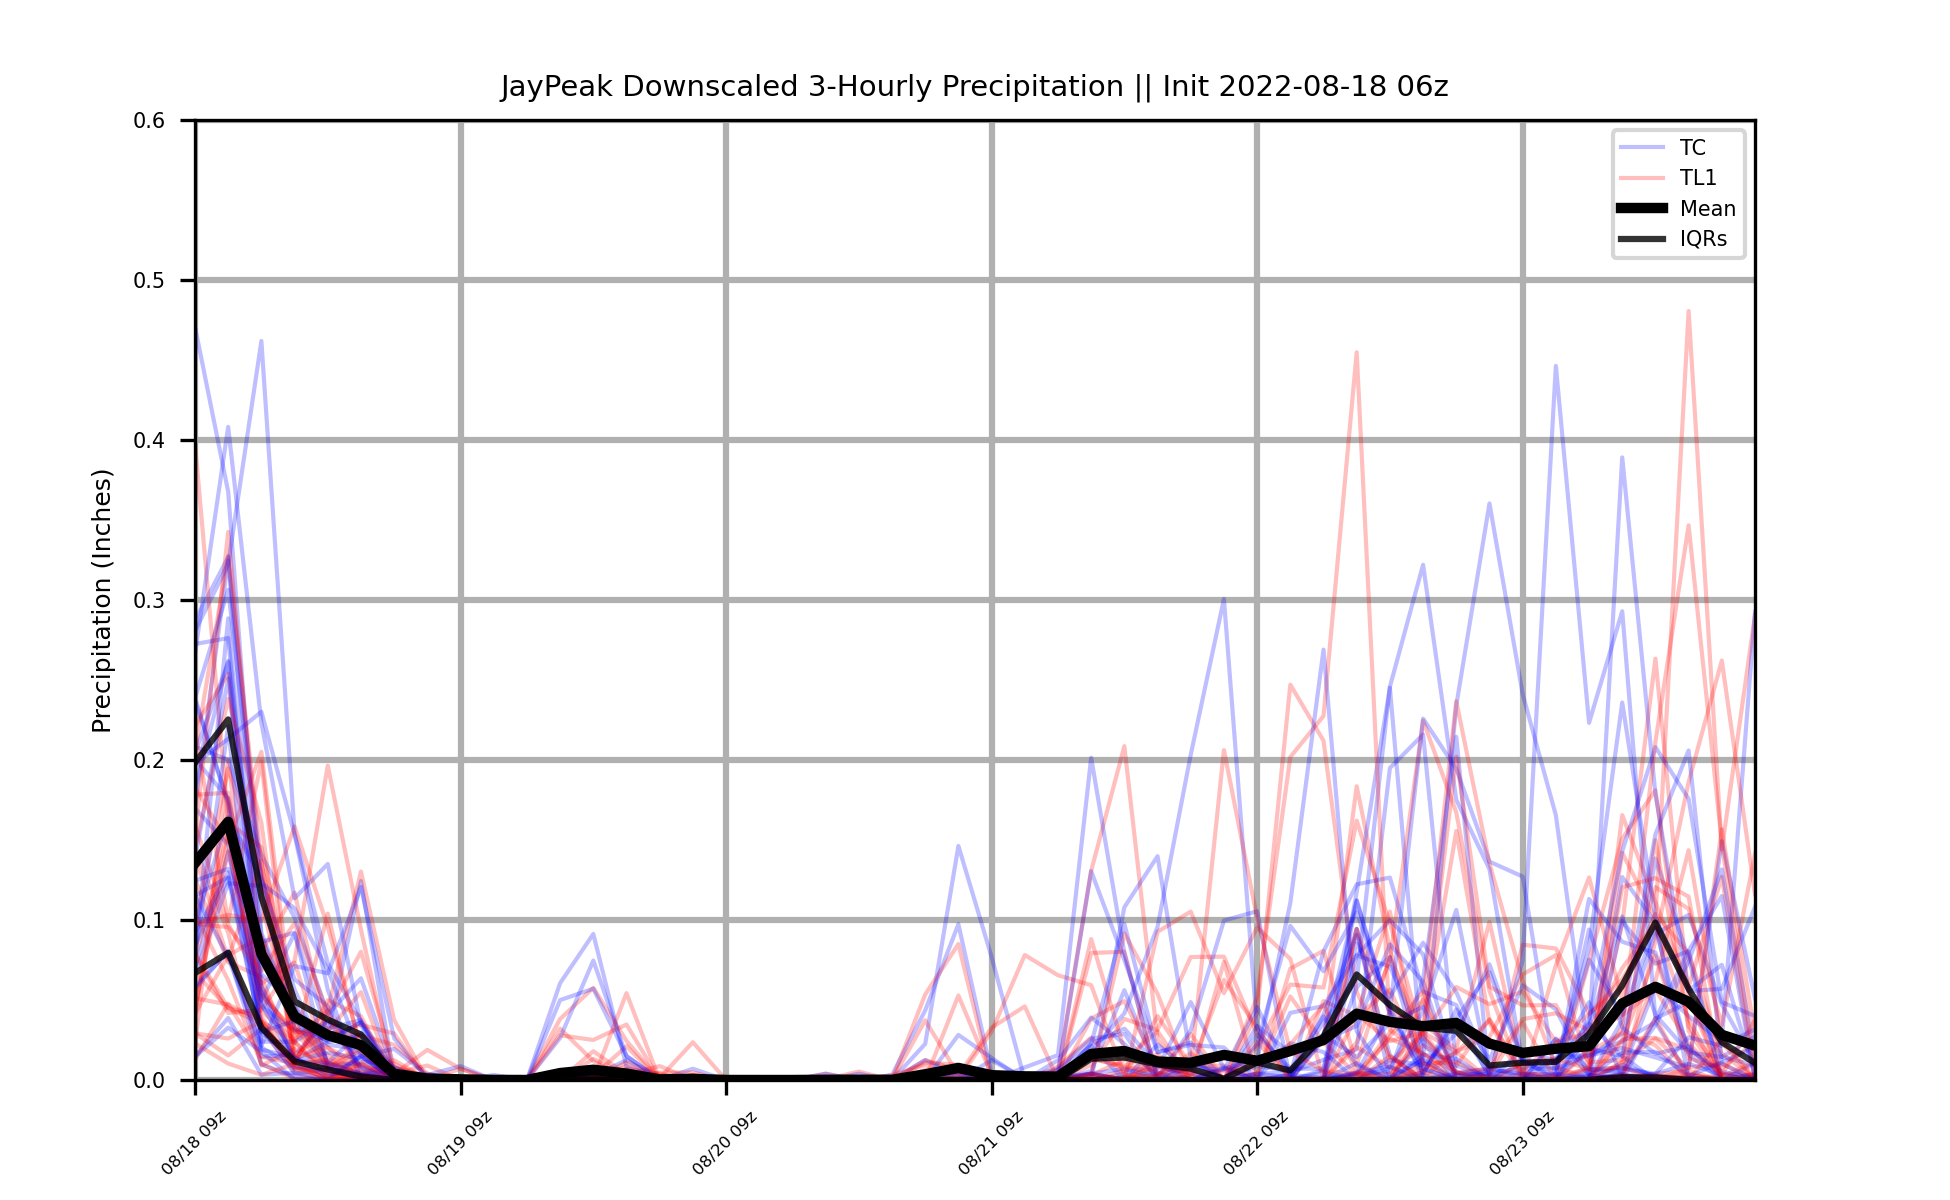 JayPeak Downscaled 3-Hourly Precipitation || Init 2022-08-18 06z
TC
TL1
Mean
IQRs
Precipitation (Inches)
0.6
0.5
0.4
0.3
0.2
0.1
0.0
08/18 09z
08/19 09z
08/20 09z
08/21 09z
08/22 09z
08/23 09z